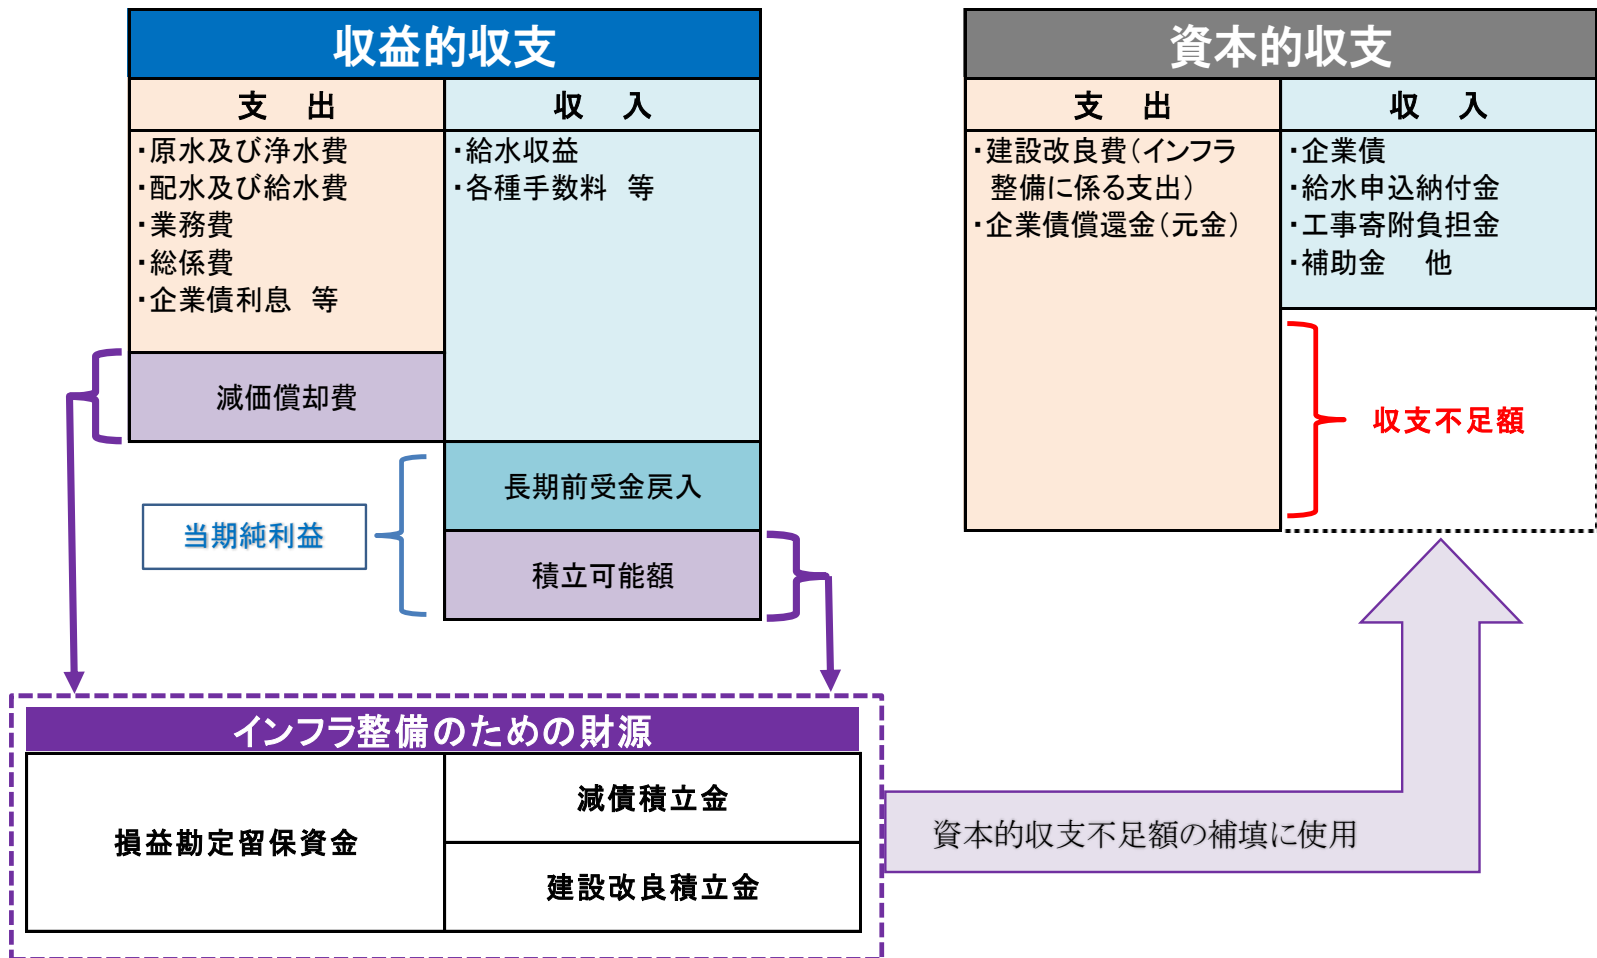 収益的収支
支　出
収　入
・原水及び浄水費
・配水及び給水費
・業務費
・総係費
・企業債利息　等
・給水収益
・各種手数料　等
減価償却費
長期前受金戻入
積立可能額
当期純利益
資本的収支
支　出
収　入
・建設改良費（インフラ
整備に係る支出）
・企業債償還金（元金）
・企業債
・給水申込納付金
・工事寄附負担金
・補助金　他
収支不足額
インフラ整備のための財源
損益勘定留保資金
減債積立金
建設改良積立金
資本的収支不足額の補填に使用